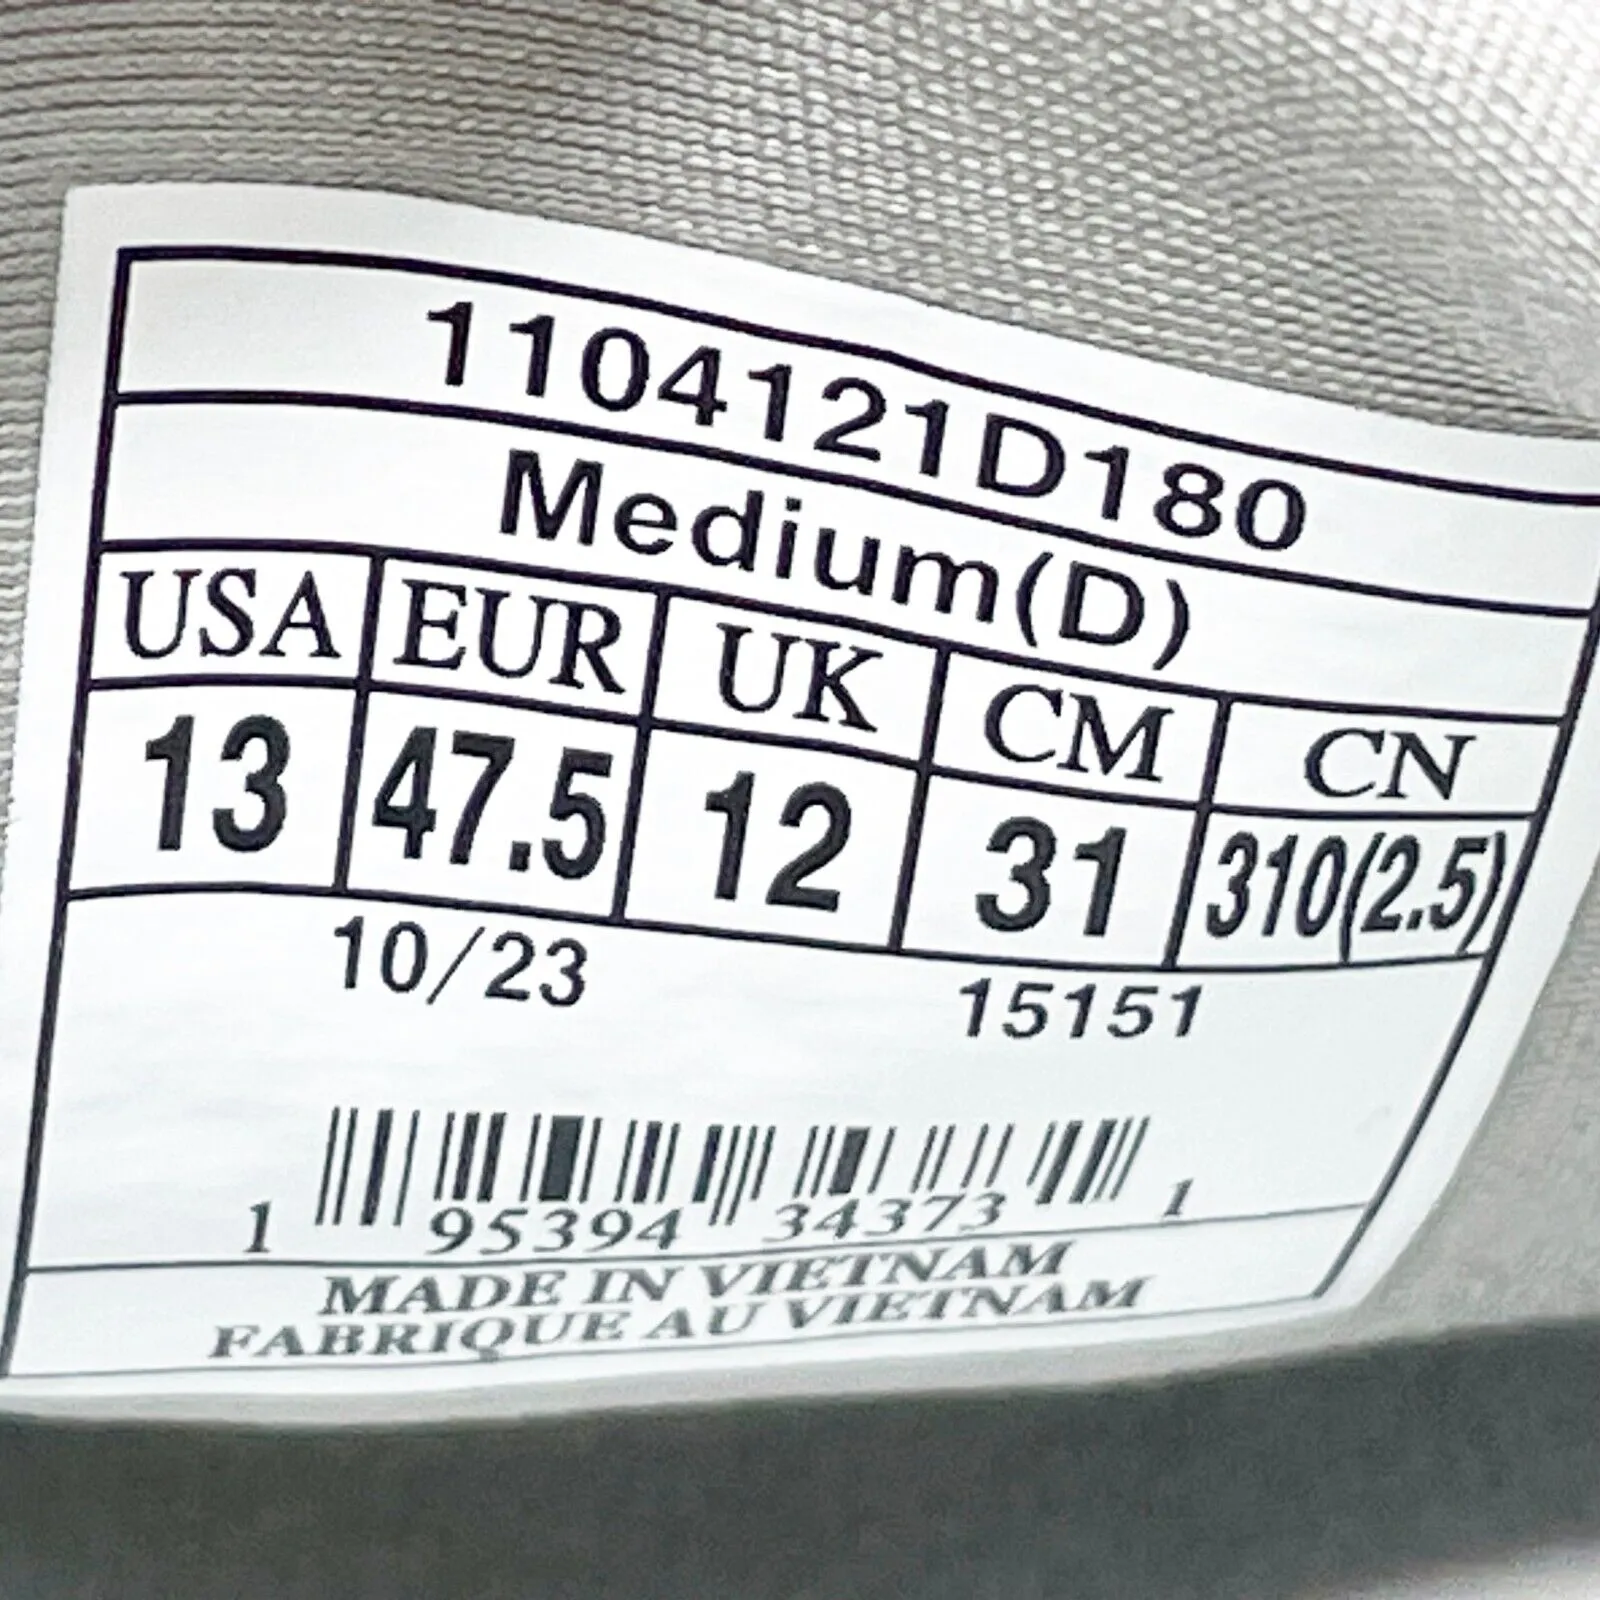 1104121D180
Medium(D)
USA EUR UK CM CN
13 47.5 12 31 310(2.5)
10/23 15151
1 95394 34373 1
MADE IN VIETNAM
FABRIQUE AU VIETNAM